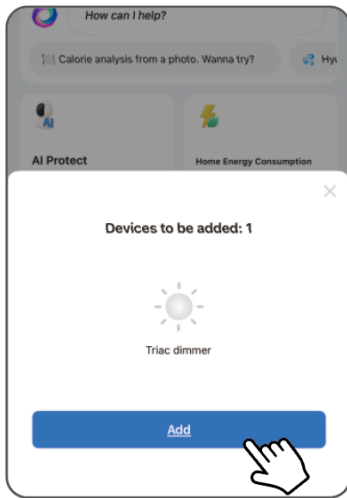 How can I help?
Calorie analysis from a photo. Wanna try?
AI
AI Protect
Home Energy Consumption
Devices to be added: 1
Triac dimmer
Add